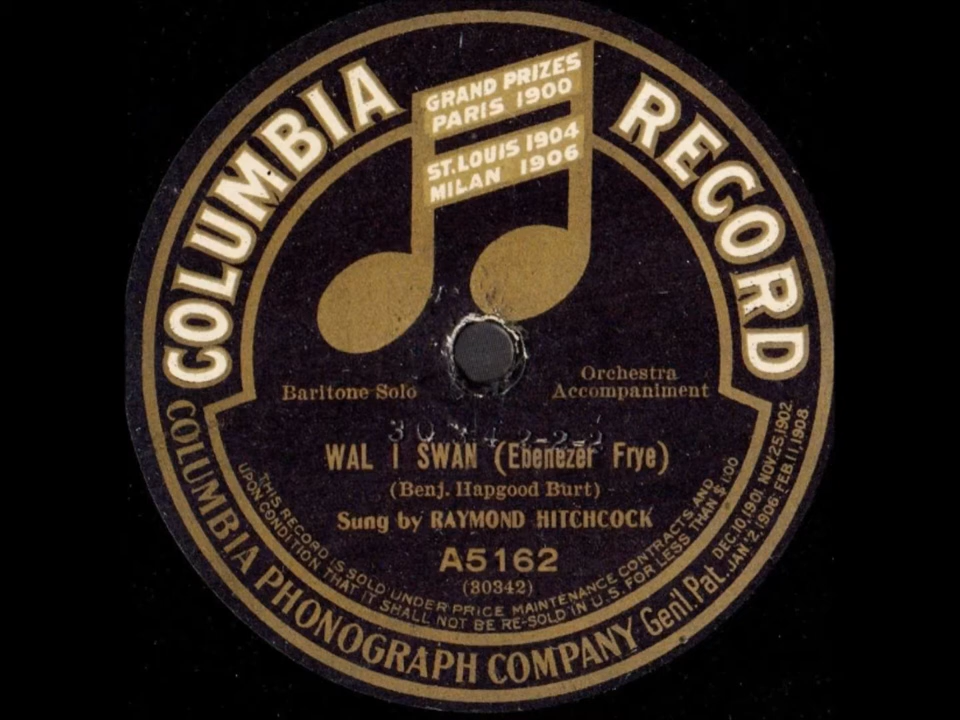 COLUMBIA RECORD
GRAND PRIZES
PARIS 1900
ST. LOUIS 1904
MILAN 1906
Baritone Solo
Orchestra
Accompaniment
WAL I SWAN (Ebenezer Frye)
(Benj. Hapgood Burt)
Sung by RAYMOND HITCHCOCK
A5162
(30342)
THIS RECORD IS SOLD UNDER PRICE MAINTENANCE CONTRACTS AND
UPON CONDITION THAT IT SHALL NOT BE RE-SOLD IN U.S. FOR LESS THAN $1.00
COLUMBIA PHONOGRAPH COMPANY Gen'l. Pat. DEC.10,1901. NOV.25,1902.
JAN. 2, 1906. FEB.11,1908.